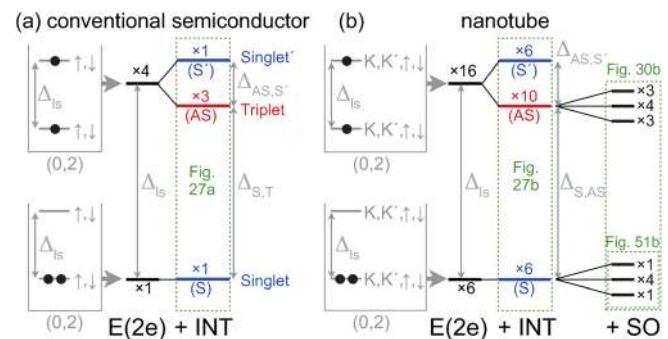 (a) conventional semiconductor
↑,↓
Δls
↑,↓
(0,2)
×4
×1
(S´)
Singlet´
ΔAS,S´
×3
(AS)
Triplet
Δls
Fig.
27a
ΔS,T
↑,↓
Δls
↑,↓
(0,2)
×1
×1
(S)
Singlet
E(2e) + INT
(b) nanotube
K,K´,↑,↓
Δls
K,K´,↑,↓
(0,2)
×16
×6
(S´)
ΔAS,S´
×10
(AS)
Fig. 30b
×3
×4
×3
Δls
Fig.
27b
ΔS,AS
K,K´,↑,↓
Δls
K,K´,↑,↓
(0,2)
×6
×6
(S)
Fig. 51b
×1
×4
×1
E(2e) + INT + SO